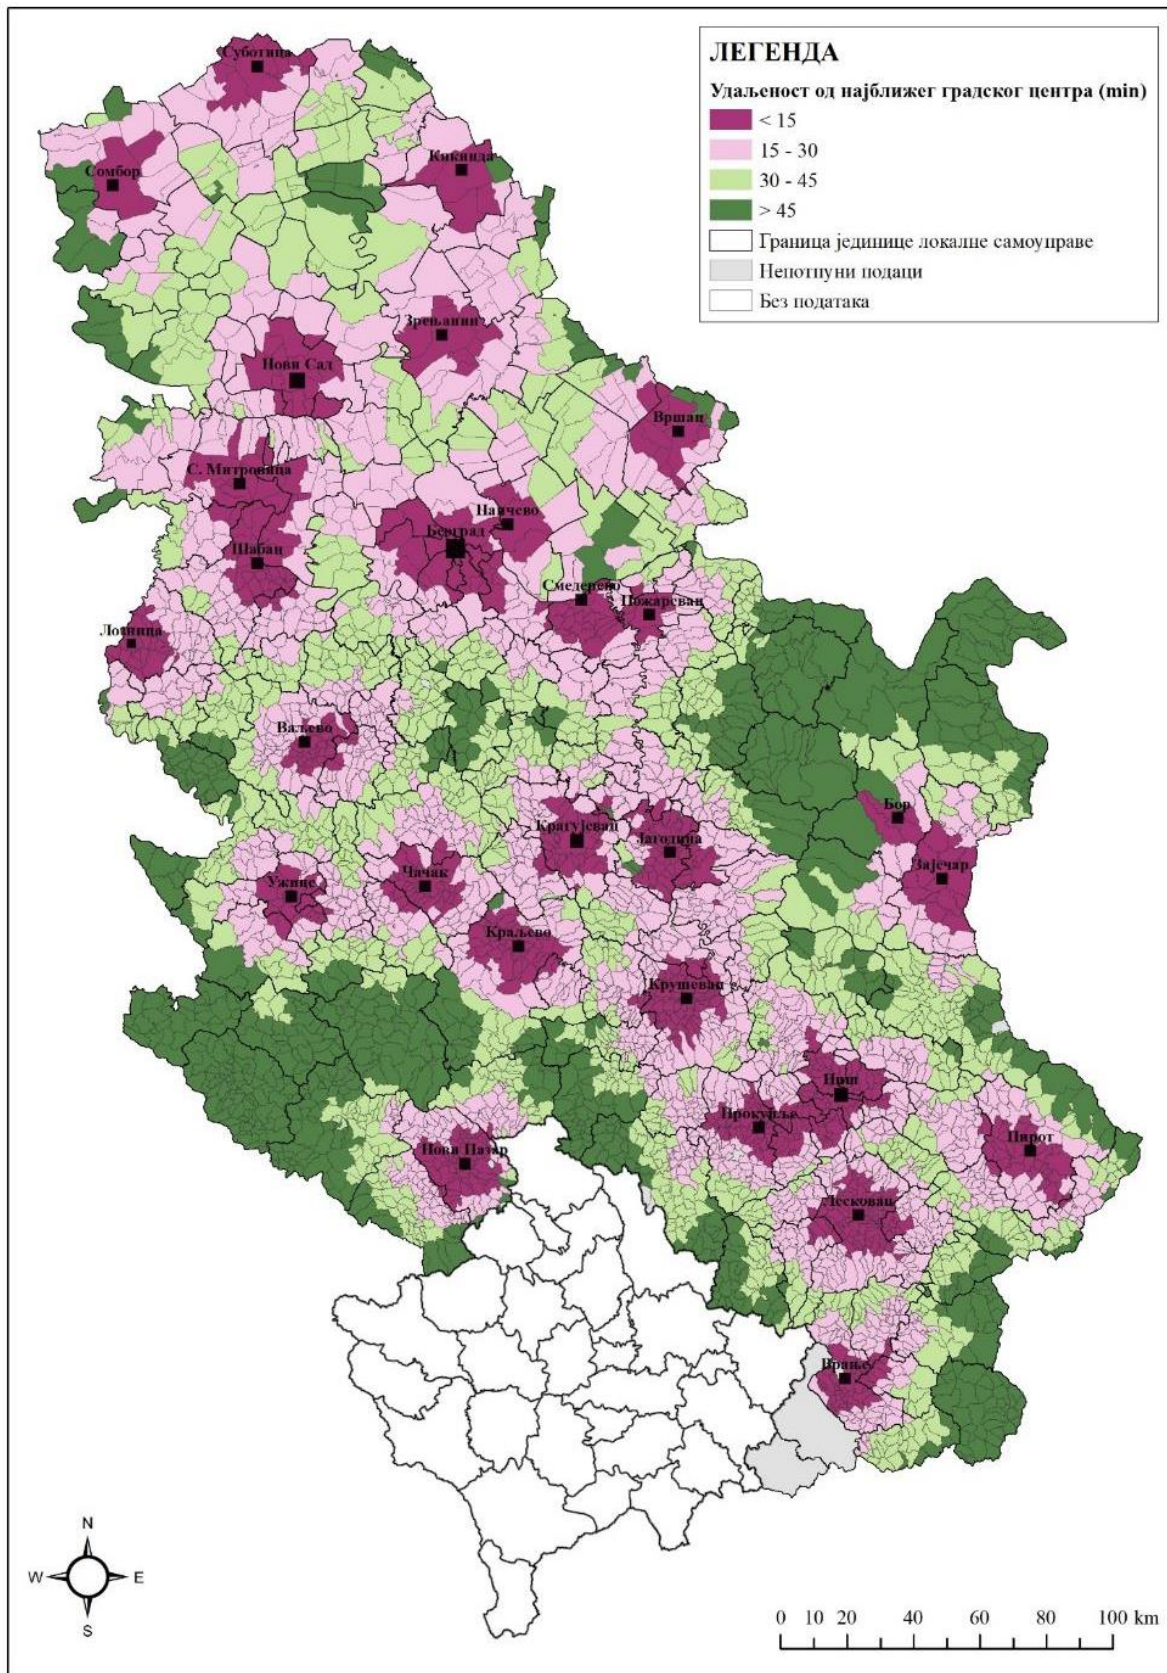 ЛЕГЕНДА
Удаљеност од најближег градског центра (min)
< 15
15 - 30
30 - 45
> 45
Граница јединице локалне самоуправе
Непотпуни подаци
Без података
Суботица
Сомбор
Кикинда
Зрењанин
Нови Сад
Вршац
С. Митровица
Панчево
Београд
Шабац
Смедерево
Пожаревац
Лозница
Ваљево
Бор
Крагујевац
Јагодина
Зајечар
Ужице
Чачак
Краљево
Крушевац
Ниш
Прокупље
Пирот
Нови Пазар
Лесковац
Врање
N
W E
S
0 10 20 40 60 80 100 km